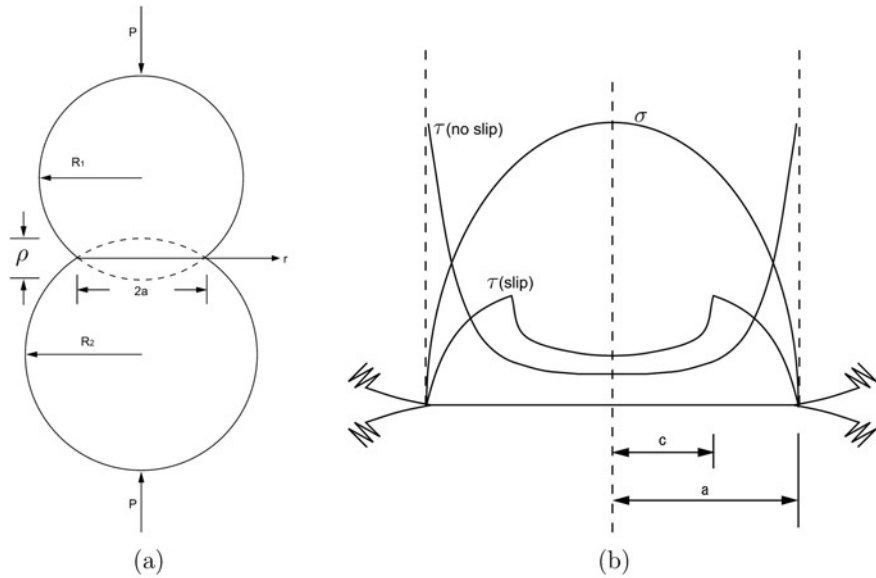 P
R₁
ρ
r
2a
R₂
P
(a)
τ(no slip)
σ
τ(slip)
c
a
(b)